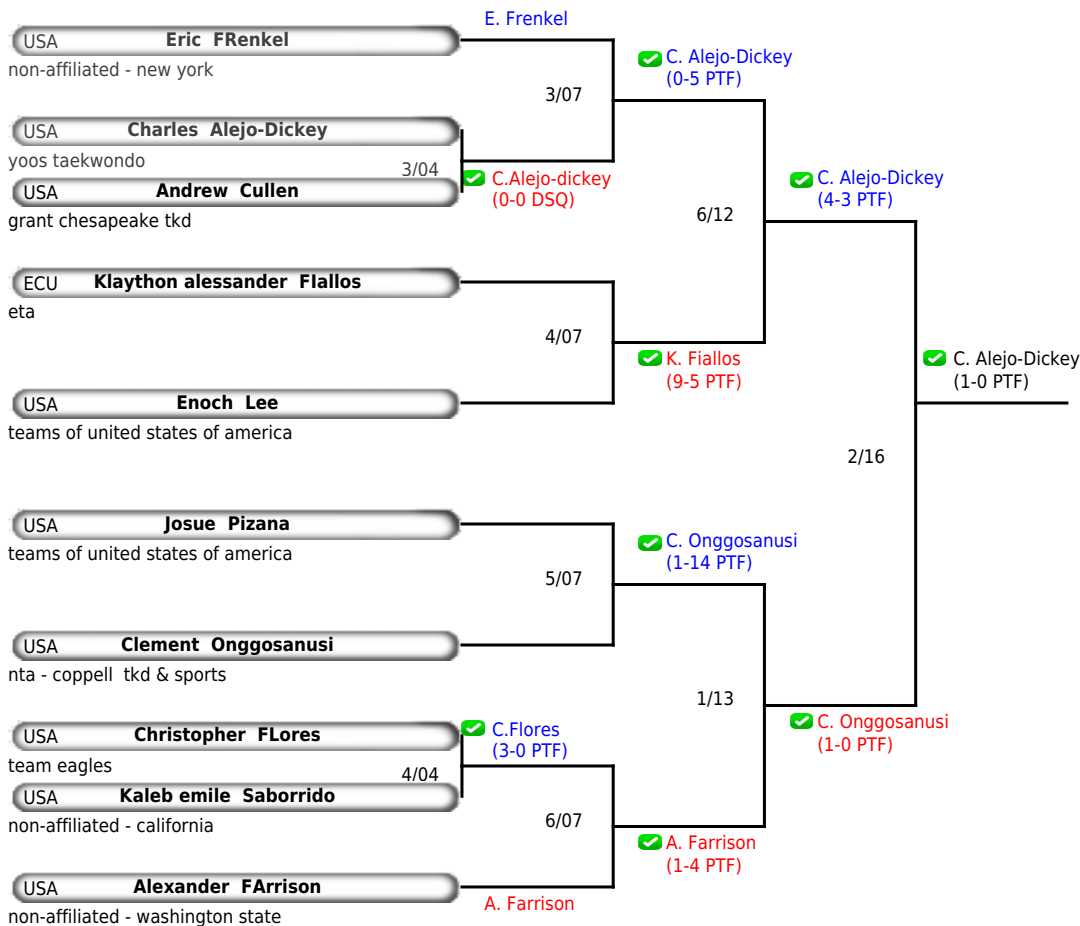 E. Frenkel
USA Eric FRenkel
non-affiliated - new york
C. Alejo-Dickey
(0-5 PTF)
3/07
USA Charles Alejo-Dickey
yoos taekwondo
3/04
C.Alejo-dickey
(0-0 DSQ)
USA Andrew Cullen
grant chesapeake tkd
C. Alejo-Dickey
(4-3 PTF)
6/12
ECU Klaython alessander FIallos
eta
4/07
K. Fiallos
(9-5 PTF)
C. Alejo-Dickey
(1-0 PTF)
USA Enoch Lee
teams of united states of america
2/16
USA Josue Pizana
teams of united states of america
C. Onggosanusi
(1-14 PTF)
5/07
USA Clement Onggosanusi
nta - coppell tkd & sports
1/13
C. Onggosanusi
(1-0 PTF)
USA Christopher FLores
team eagles
C.Flores
(3-0 PTF)
4/04
USA Kaleb emile Saborrido
non-affiliated - california
6/07
A. Farrison
(1-4 PTF)
USA Alexander FArrison
non-affiliated - washington state
A. Farrison